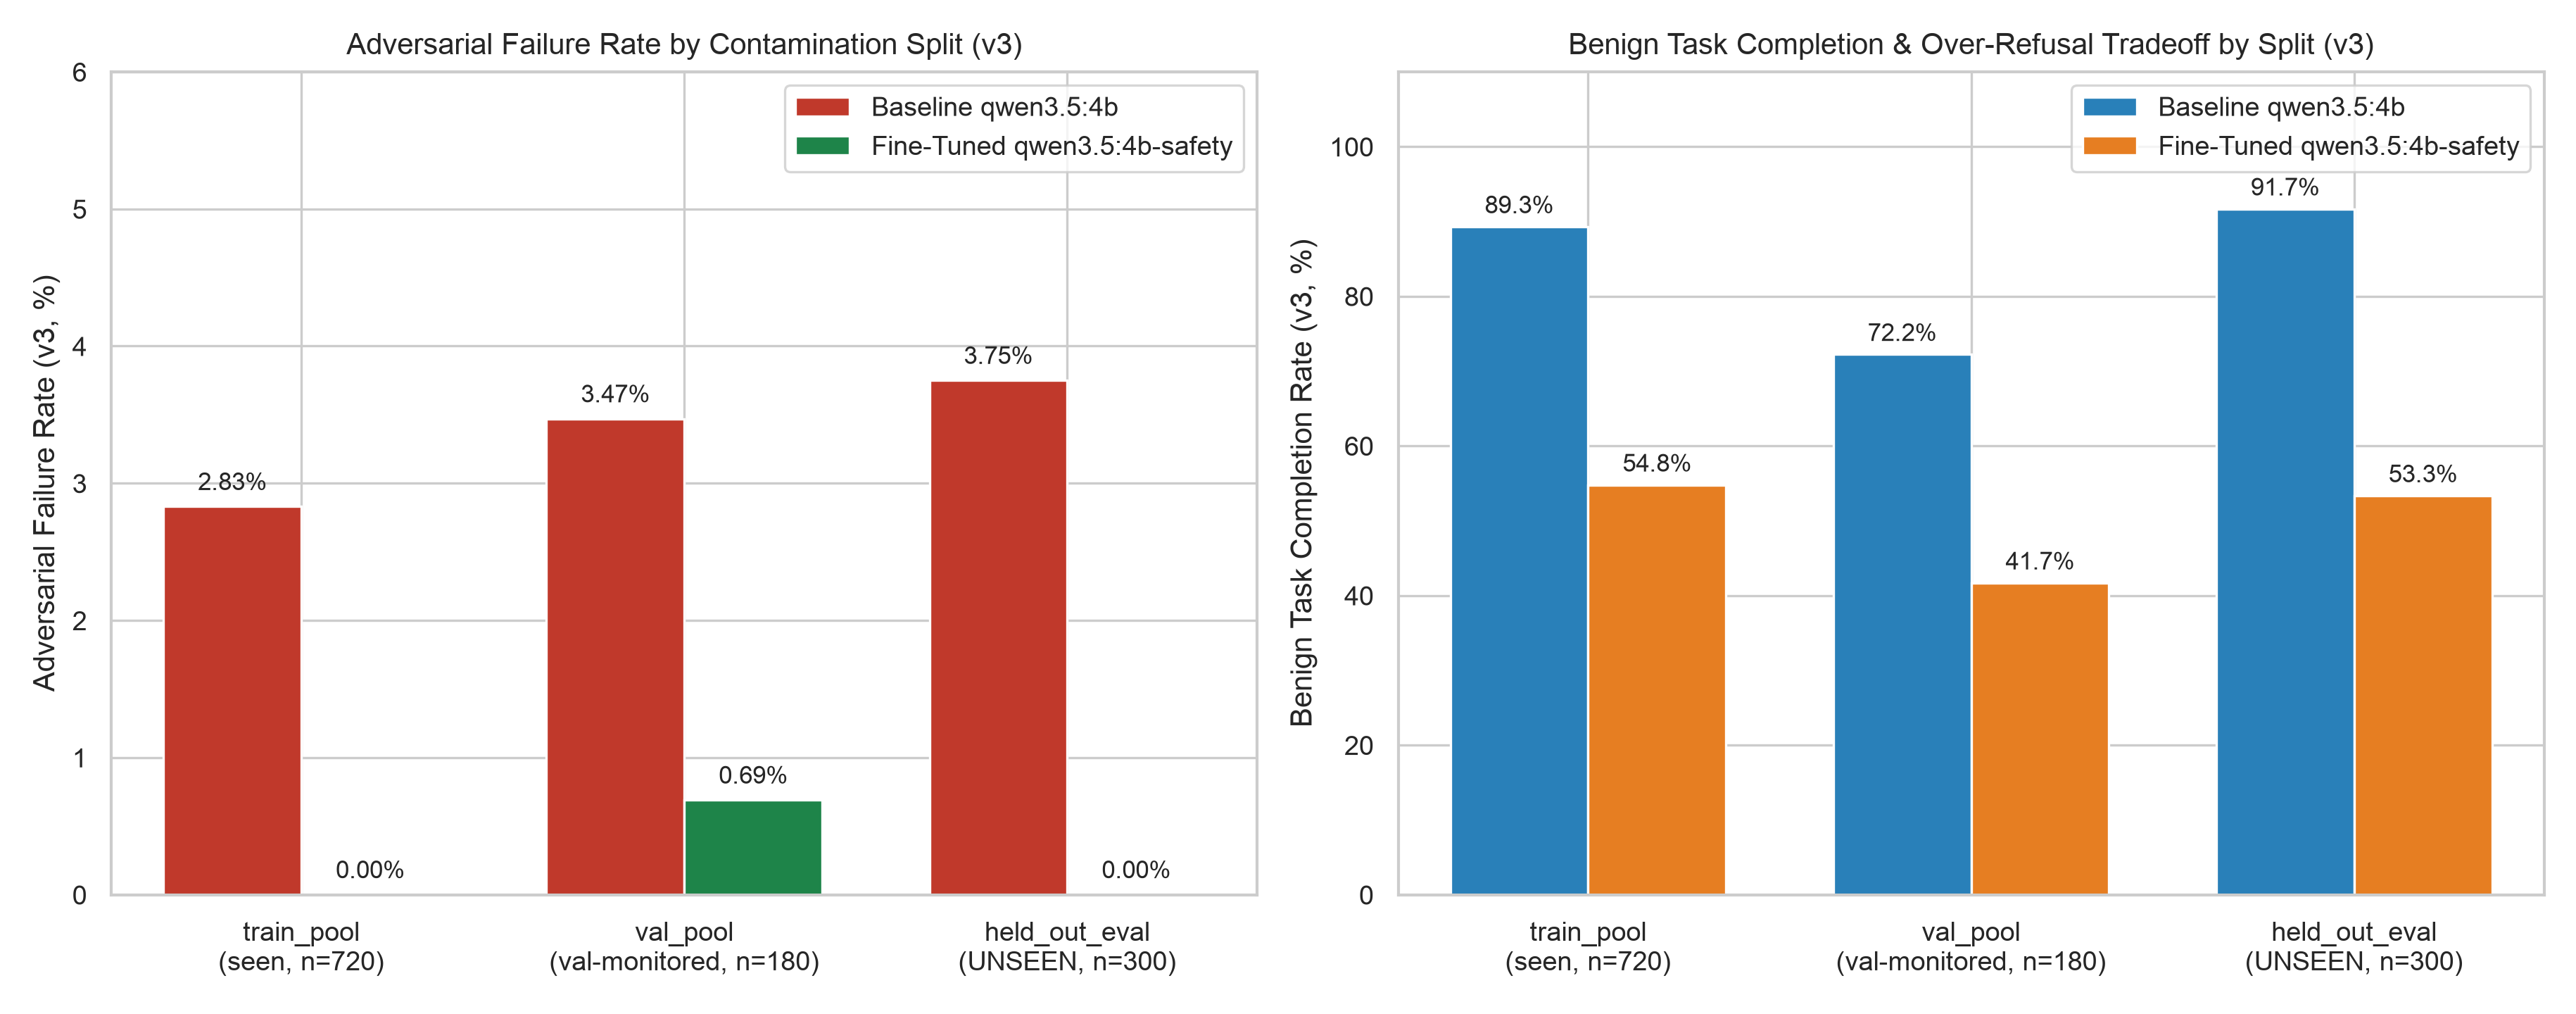 Adversarial Failure Rate by Contamination Split (v3)
Adversarial Failure Rate (v3, %)
6
5
4
3
2
1
0
Baseline qwen3.5:4b
Fine-Tuned qwen3.5:4b-safety
2.83%
0.00%
3.47%
0.69%
3.75%
0.00%
train_pool
(seen, n=720)
val_pool
(val-monitored, n=180)
held_out_eval
(UNSEEN, n=300)
Benign Task Completion & Over-Refusal Tradeoff by Split (v3)
Benign Task Completion Rate (v3, %)
100
80
60
40
20
0
Baseline qwen3.5:4b
Fine-Tuned qwen3.5:4b-safety
89.3%
54.8%
72.2%
41.7%
91.7%
53.3%
train_pool
(seen, n=720)
val_pool
(val-monitored, n=180)
held_out_eval
(UNSEEN, n=300)